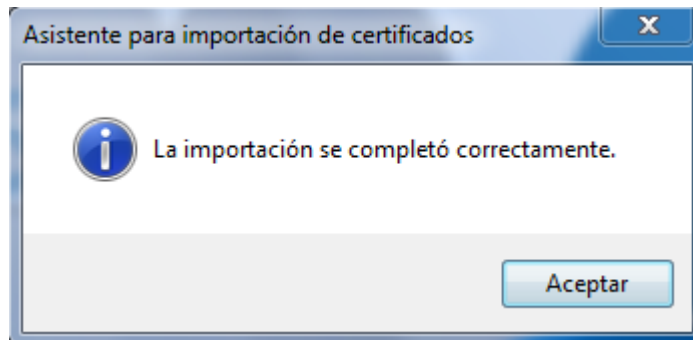 Asistente para importación de certificados
La importación se completó correctamente.
Aceptar